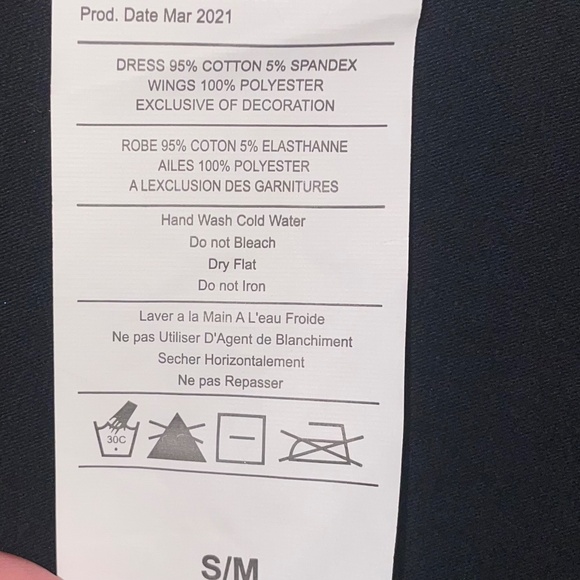 Prod. Date Mar 2021
DRESS 95% COTTON 5% SPANDEX
WINGS 100% POLYESTER
EXCLUSIVE OF DECORATION
ROBE 95% COTON 5% ELASTHANNE
AILES 100% POLYESTER
A LEXCLUSION DES GARNITURES
Hand Wash Cold Water
Do not Bleach
Dry Flat
Do not Iron
Laver a la Main A L'eau Froide
Ne pas Utiliser D'Agent de Blanchiment
Secher Horizontalement
Ne pas Repasser
30C
S/M